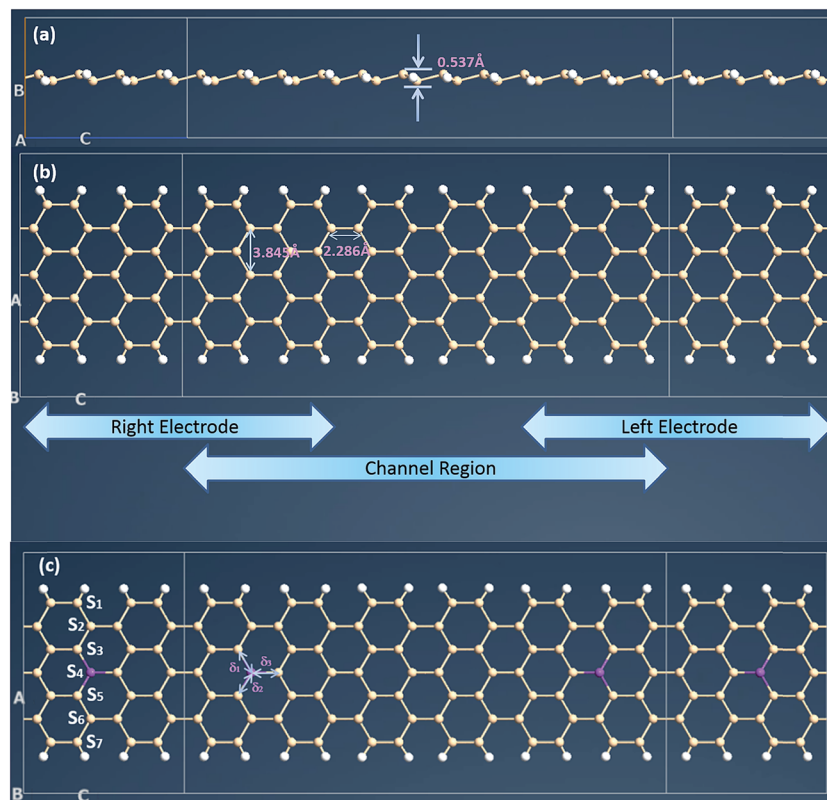 (a)
0.537Å
B
A
C
(b)
3.845Å
2.286Å
A
B
C
Right Electrode
Left Electrode
Channel Region
(c)
S1
S2
S3
S4
S5
S6
S7
δ1
δ3
δ2
A
B
C